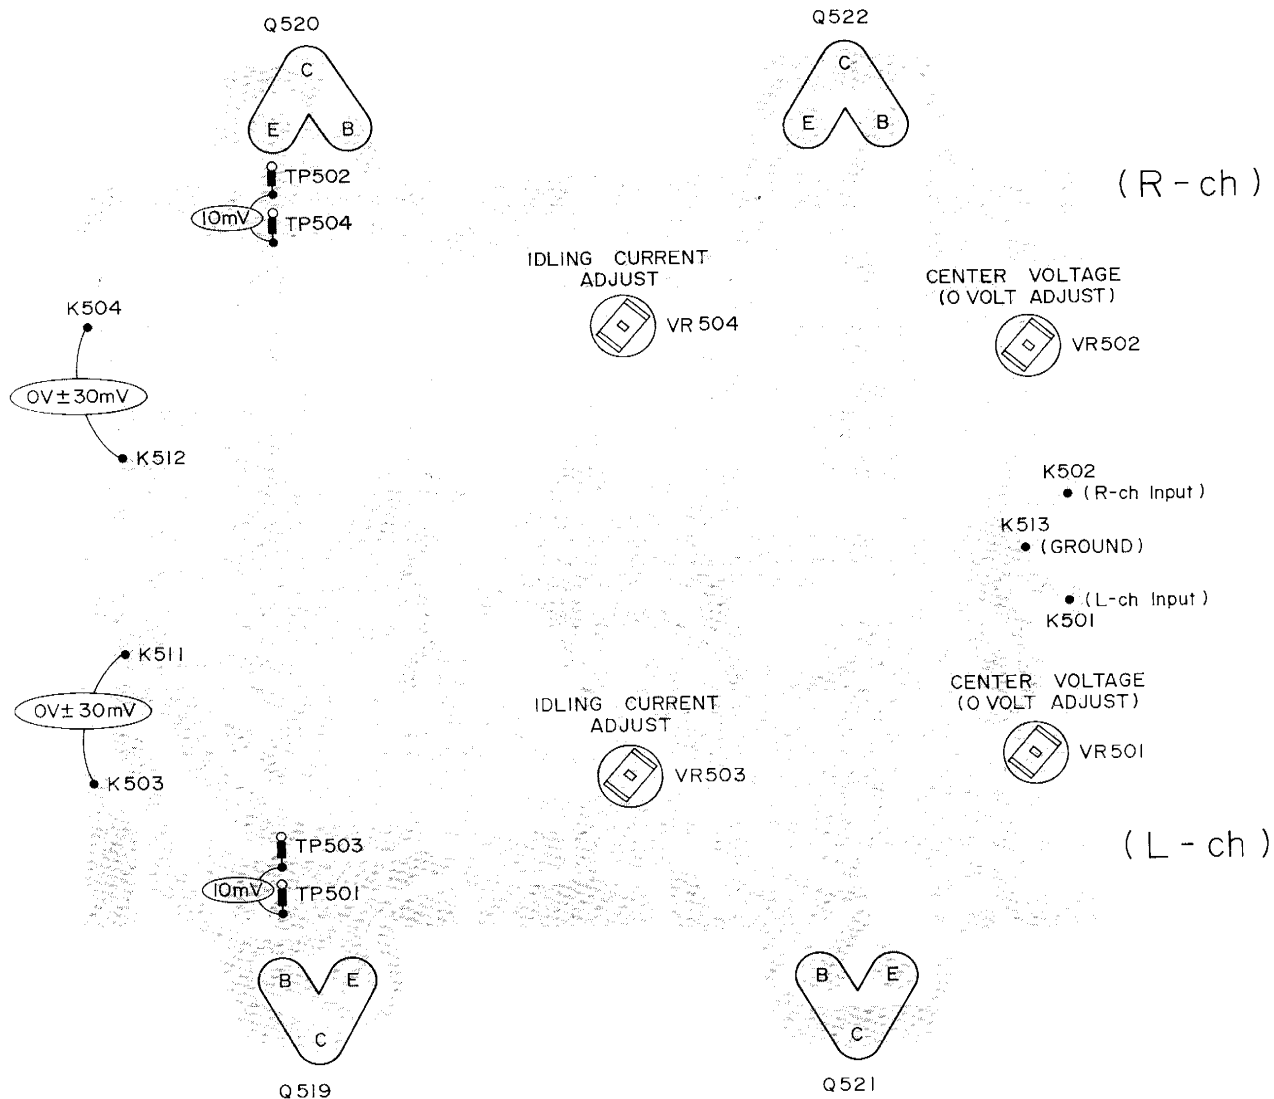 Q520
Q522
C
E
B
C
E
B
TP502
10mV
TP504
(R-ch)
IDLING CURRENT
ADJUST
VR504
CENTER VOLTAGE
(0 VOLT ADJUST)
VR502
K504
0V±30mV
K512
K502
(R-ch Input)
K513
(GROUND)
(L-ch Input)
K501
K511
0V±30mV
K503
IDLING CURRENT
ADJUST
VR503
CENTER VOLTAGE
(0 VOLT ADJUST)
VR501
TP503
10mV
TP501
(L-ch)
B
E
C
B
E
C
Q519
Q521